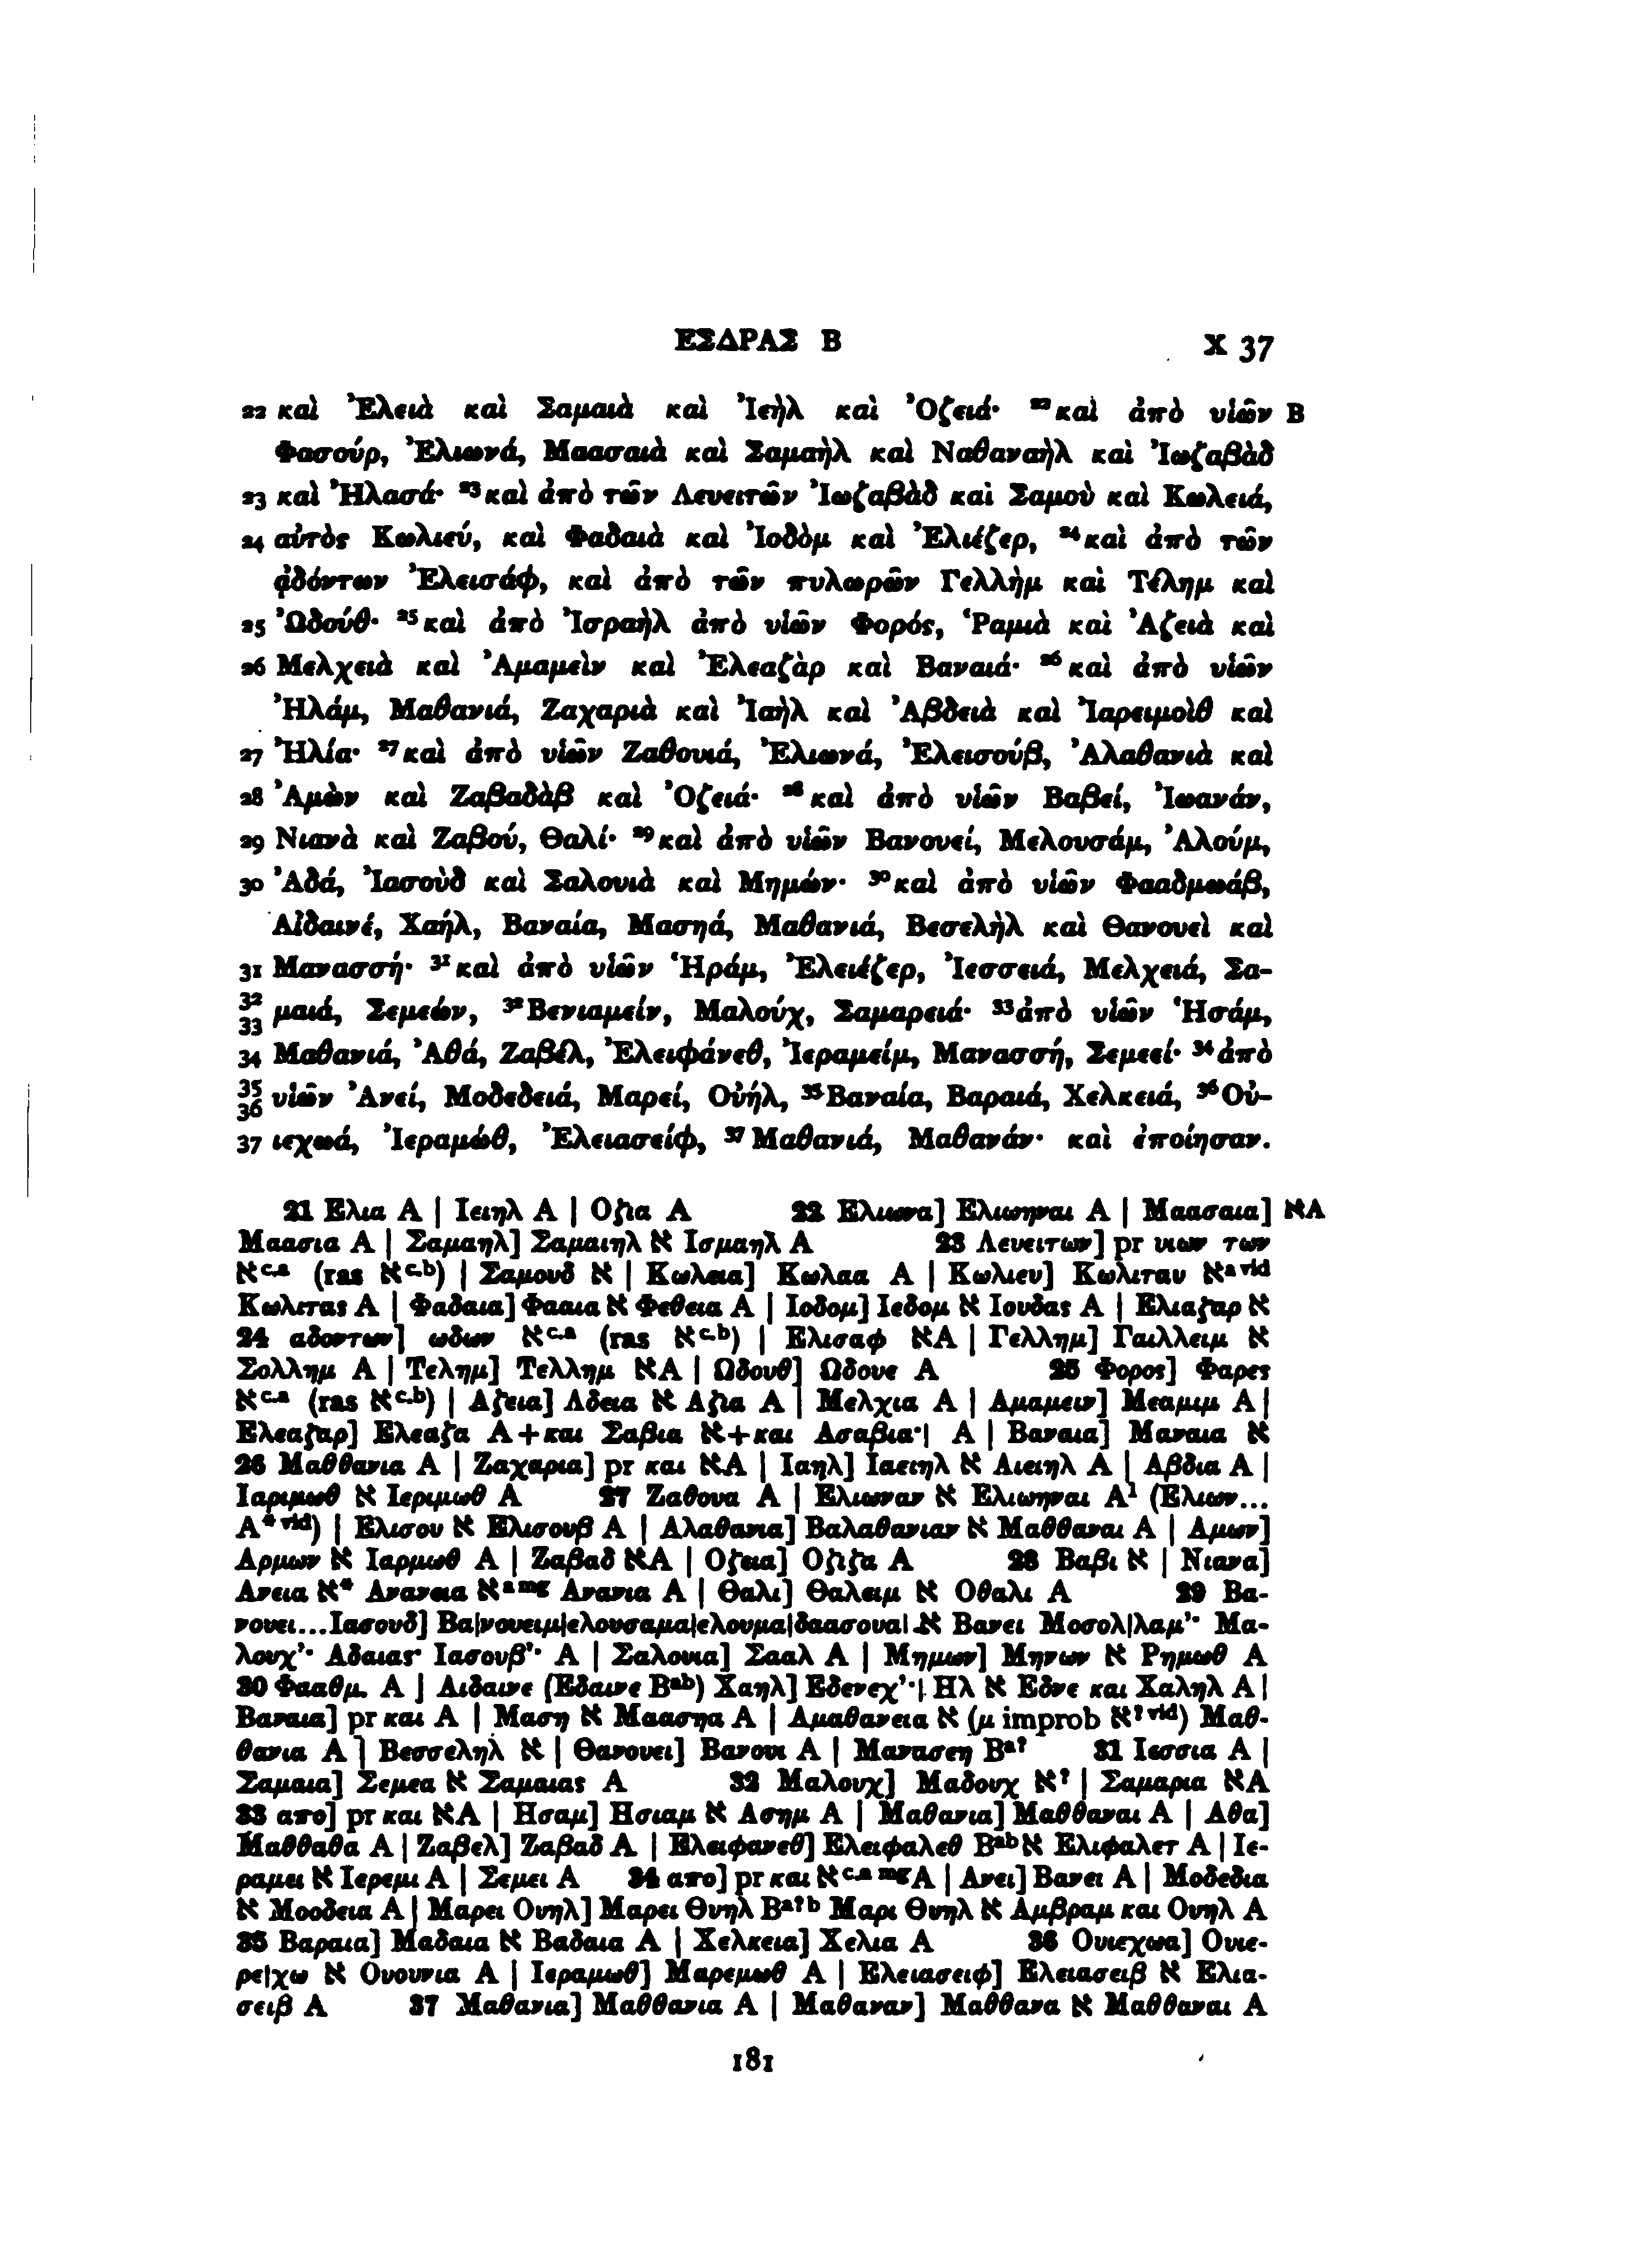 ΕΣΔΡΑΣ Β X 37
22 καὶ Ἐλειὰ καὶ Σαμαιὰ καὶ Ἰεὴλ καὶ Ὀζειά· ²²καὶ ἀπὸ υἱῶν B
Φασούρ, Ἐλιωνά, Μαασαιὰ καὶ Σαμαὴλ καὶ Ναθαναὴλ καὶ Ἰωζαβὰδ
23 καὶ Ἠλασά· ²³καὶ ἀπὸ τῶν Λευειτῶν Ἰωζαβὰδ καὶ Σαμοὺ καὶ Κωλειά,
24 αὐτὸς Κωλιεύ, καὶ Φαδαιὰ καὶ Ἰοδὸμ καὶ Ἐλιέζερ, ²⁴καὶ ἀπὸ τῶν
ᾀδόντων Ἐλεισάφ, καὶ ἀπὸ τῶν πυλωρῶν Γελλὴμ καὶ Τέλημ καὶ
25 Ὠδούθ· ²⁵καὶ ἀπὸ Ἰσραὴλ ἀπὸ υἱῶν Φορός, Ῥαμιὰ καὶ Ἀζειὰ καὶ
26 Μελχειὰ καὶ Ἀμαμεὶν καὶ Ἐλεαζὰρ καὶ Βαναιά· ²⁶καὶ ἀπὸ υἱῶν
Ἠλάμ, Μαθανιά, Ζαχαριὰ καὶ Ἰαὴλ καὶ Ἀβδειὰ καὶ Ἰαρειμοὶθ καὶ
27 Ἠλία· ²⁷καὶ ἀπὸ υἱῶν Ζαθουιά, Ἐλιωνά, Ἐλεισούβ, Ἀλαθανιὰ καὶ
28 Ἀμὼν καὶ Ζαβαδὰβ καὶ Ὀζειά· ²⁸καὶ ἀπὸ υἱῶν Βαβεί, Ἰωανάν,
29 Νιανὰ καὶ Ζαβού, Θαλί· ²⁹καὶ ἀπὸ υἱῶν Βανουεί, Μελουσάμ, Ἀλούμ,
30 Ἀδά, Ἰασοὺδ καὶ Σαλουιὰ καὶ Μημών· ³⁰καὶ ἀπὸ υἱῶν Φααδμωάβ,
Αἰδαινέ, Χαήλ, Βαναία, Μασηά, Μαθανιά, Βεσελὴλ καὶ Θανουεὶ καὶ
31 Μανασσή· ³¹καὶ ἀπὸ υἱῶν Ἡράμ, Ἐλειέζερ, Ἰεσσειά, Μελχειά, Σα-
32 33 μαιά, Σεμεών, ³²Βενιαμείν, Μαλούχ, Σαμαρειά· ³³ἀπὸ υἱῶν Ἡσάμ,
34 Μαθανιά, Ἀθά, Ζαβέλ, Ἐλειφάνεθ, Ἰεραμείμ, Μανασσή, Σεμεεί· ³⁴ἀπὸ
35 36 υἱῶν Ἀνεί, Μοδεδειά, Μαρεί, Οὐήλ, ³⁵Βαναία, Βαραιά, Χελκειά, ³⁶Οὐ-
37 ιεχωά, Ἰεραμώθ, Ἐλειασείφ, ³⁷Μαθανιά, Μαθανάν· καὶ ἐποίησαν.
21 Ελια A | Ιειηλ A | Οζια A 22 Ελιωνα] Ελιωηναι A | Μαασαια] אA
Μαασια A | Σαμαηλ] Σαμαιηλ א Ισμαηλ A 23 Λευειτων] pr υιων των
א^c.a (ras א^c.b) | Σαμουδ א | Κωλεια] Κωλαα A | Κωλιευ] Κωλιταυ א^a vid
Κωλιτας A | Φαδαια] Φααια א Φεθεια A | Ιοδομ] Ιεδομ א Ιουδας A | Ελιαζαρ א
24 αδοντων] ωδων א^c.a (ras א^c.b) | Ελισαφ אA | Γελλημ] Γαιλλειμ א
Σολλημ A | Τελημ] Τελλημ אA | Ωδουθ] Ωδουε A 25 Φορος] Φαρες
א^c.a (ras א^c.b) | Αζεια] Αδεια א Αζια A | Μελχια A | Αμαμειν] Μεαμιμ A |
Ελεαζαρ] Ελεαζα A+και Σαβια א+και Ασαβια·| A | Βαναια] Μαναια א
26 Μαθθανια A | Ζαχαρια] pr και אA | Ιαηλ] Ιαειηλ א Αιειηλ A | Αβδια A |
Ιαριμωθ א Ιεριμωθ A 27 Ζαθουα A | Ελιωναν א Ελιωηναι A¹ (Ελιων...
A* vid) | Ελισου א Ελισουβ A | Αλαθανια] Βαλαθανιαν א Μαθθαναι A | Αμων]
Αρμων א Ιαρμωθ A | Ζαβαδ אA | Οζεια] Οζιζα A 28 Βαβι א | Νιανα]
Ανεια א* Ανανεια א^a mg Ανανια A | Θαλι] Θαλειμ א Οθαλι A 29 Βα-
νουει...Ιασουδ] Βα|νουειμ|ελουσαμα|ελουμα|δαασουα| א Βανει Μοσολ|λαμ’· Μα-
λουχ’· Αδαιας· Ιασουβ’· A | Σαλουια] Σααλ A | Μημων] Μηνων א Ρημωθ A
30 Φααθμ. A | Αιδαινε (Εδαινε B^ab) Χαηλ] Εδενεχ’·| Ηλ א Εδνε και Χαληλ A |
Βαναια] pr και A | Μαση א Μαασηα A | Αμαθανεια א (μ improb א^? vid) Μαθ-
θανια A | Βεσσεληλ א | Θανουει] Βανουι A | Μανασεη B^a? 31 Ιεσσια A |
Σαμαια] Σεμεα א Σαμαιας A 32 Μαλουχ] Μαδουχ א^? | Σαμαρια אA
33 απο] pr και אA | Ησαμ] Ησιαμ א Ασημ A | Μαθανια] Μαθθαναι A | Αθα]
Μαθθαθα A | Ζαβελ] Ζαβαδ A | Ελειφανεθ] Ελειφαλεθ B^ab א Ελιφαλετ A | Ιε-
ραμει א Ιερεμι A | Σεμει A 34 απο] pr και א^c.a mg A | Ανει] Βανει A | Μοδεδια
א Μοοδεια A | Μαρει Ουηλ] Μαρει Θυηλ B^a?b Μαρι Θυηλ א Αμβραμ και Ουηλ A
35 Βαραια] Μαδαια א Βαδαια A | Χελκεια] Χελια A 36 Ουιεχωα] Ουιε-
ρε|χω א Ουουνια A | Ιεραμωθ] Μαρεμωθ A | Ελειασειφ] Ελειασειβ א Ελια-
σειβ A 37 Μαθανια] Μαθθανια A | Μαθαναν] Μαθθανα א Μαθθαναι A
181